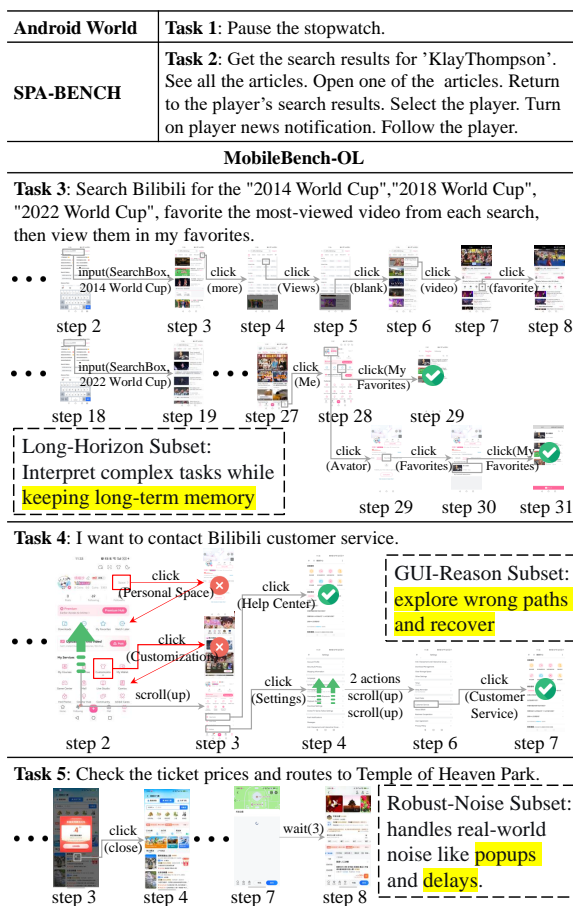 Android World
Task 1: Pause the stopwatch.
SPA-BENCH
Task 2: Get the search results for 'KlayThompson'.
See all the articles. Open one of the articles. Return
to the player's search results. Select the player. Turn
on player news notification. Follow the player.
MobileBench-OL
Task 3: Search Bilibili for the "2014 World Cup","2018 World Cup",
"2022 World Cup", favorite the most-viewed video from each search,
then view them in my favorites.
input(SearchBox,
2014 World Cup)
click
(more)
click
(Views)
click
(blank)
click
(video)
click
(favorite)
step 2
step 3
step 4
step 5
step 6
step 7
step 8
input(SearchBox,
2022 World Cup)
click
(Me)
click(My
Favorites)
step 18
step 19
step 27
step 28
step 29
Long-Horizon Subset:
Interpret complex tasks while
keeping long-term memory
click
(Avator)
click
(Favorites)
click(My
Favorites)
step 29
step 30
step 31
Task 4: I want to contact Bilibili customer service.
click
(Personal Space)
click
(Help Center)
click
(Customization)
scroll(up)
GUI-Reason Subset:
explore wrong paths
and recover
click
(Settings)
2 actions
scroll(up)
scroll(up)
click
(Customer
Service)
step 2
step 3
step 4
step 6
step 7
Task 5: Check the ticket prices and routes to Temple of Heaven Park.
click
(close)
wait(3)
step 3
step 4
step 7
step 8
Robust-Noise Subset:
handles real-world
noise like popups
and delays.